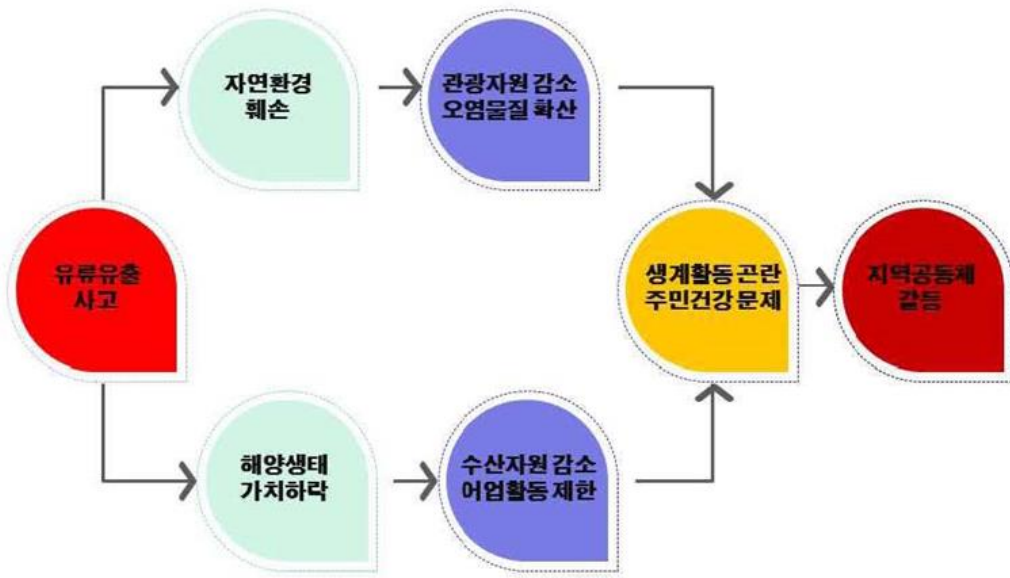 자연환경
훼손
관광자원 감소
오염물질 확산
유류유출
사고
생계활동 곤란
주민건강 문제
지역공동체
갈등
해양생태
가치하락
수산자원 감소
어업활동 제한